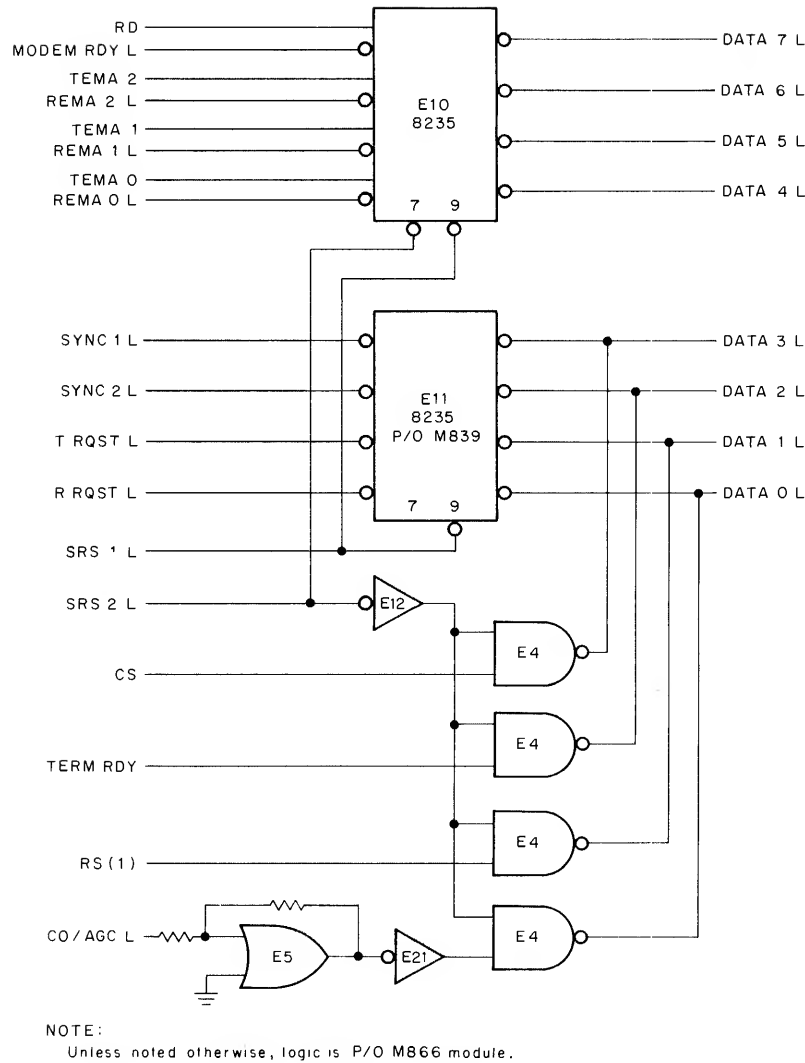 RD
MODEM RDY L
TEMA 2
REMA 2 L
TEMA 1
REMA 1 L
TEMA 0
REMA 0 L
E10
8235
7 9
DATA 7 L
DATA 6 L
DATA 5 L
DATA 4 L
SYNC 1 L
SYNC 2 L
T RQST L
R RQST L
E11
8235
P/O M839
7 9
DATA 3 L
DATA 2 L
DATA 1 L
DATA 0 L
SRS 1 L
SRS 2 L
E12
CS
E4
TERM RDY
E4
RS (1)
E4
CO/AGC L
E5
E21
E4
NOTE:
Unless noted otherwise, logic is P/O M866 module.